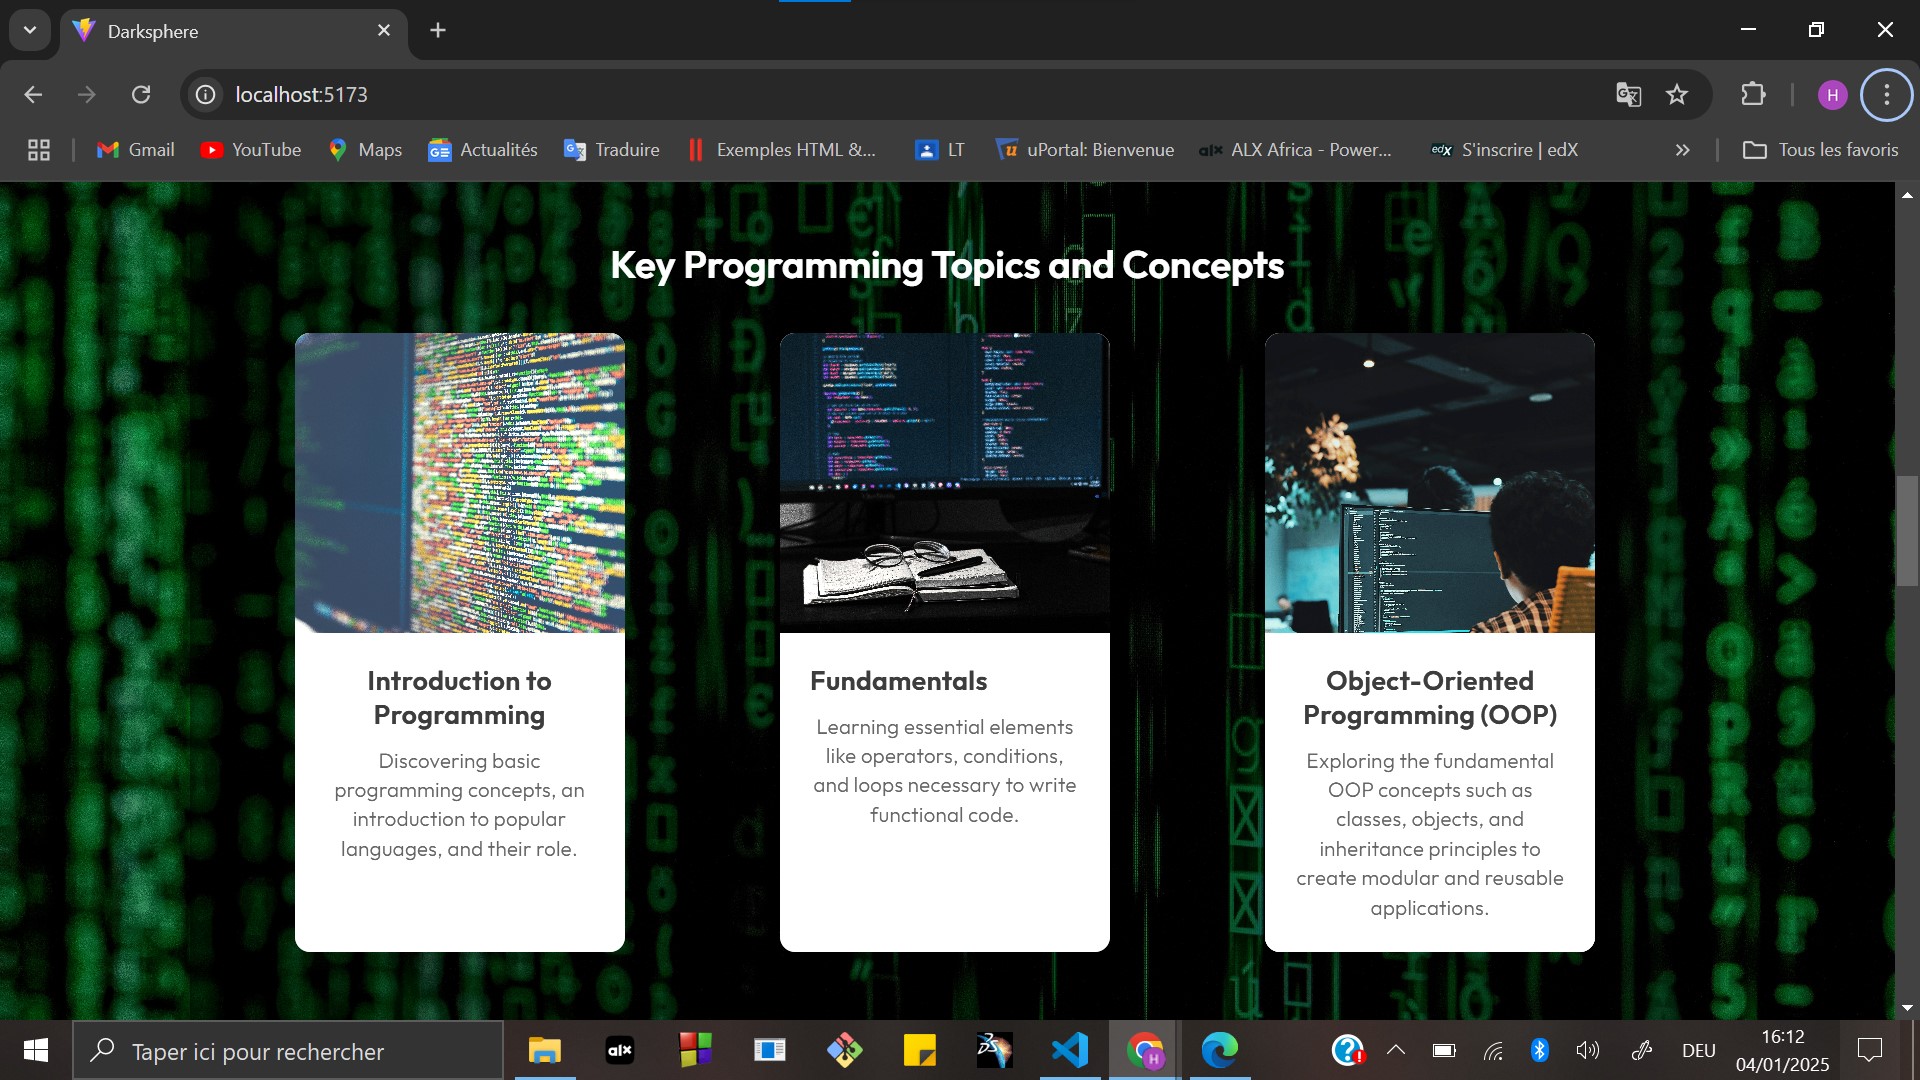 Darksphere
localhost:5173
H
Gmail
YouTube
Maps
Actualités
Traduire
Exemples HTML &...
LT
uPortal: Bienvenue
ALX Africa - Power...
S'inscrire | edX
Tous les favoris
Key Programming Topics and Concepts
Introduction to
Programming
Discovering basic
programming concepts, an
introduction to popular
languages, and their role.
Fundamentals
Learning essential elements
like operators, conditions,
and loops necessary to write
functional code.
Object-Oriented
Programming (OOP)
Exploring the fundamental
OOP concepts such as
classes, objects, and
inheritance principles to
create modular and reusable
applications.
Taper ici pour rechercher
alx
DEU
16:12
04/01/2025